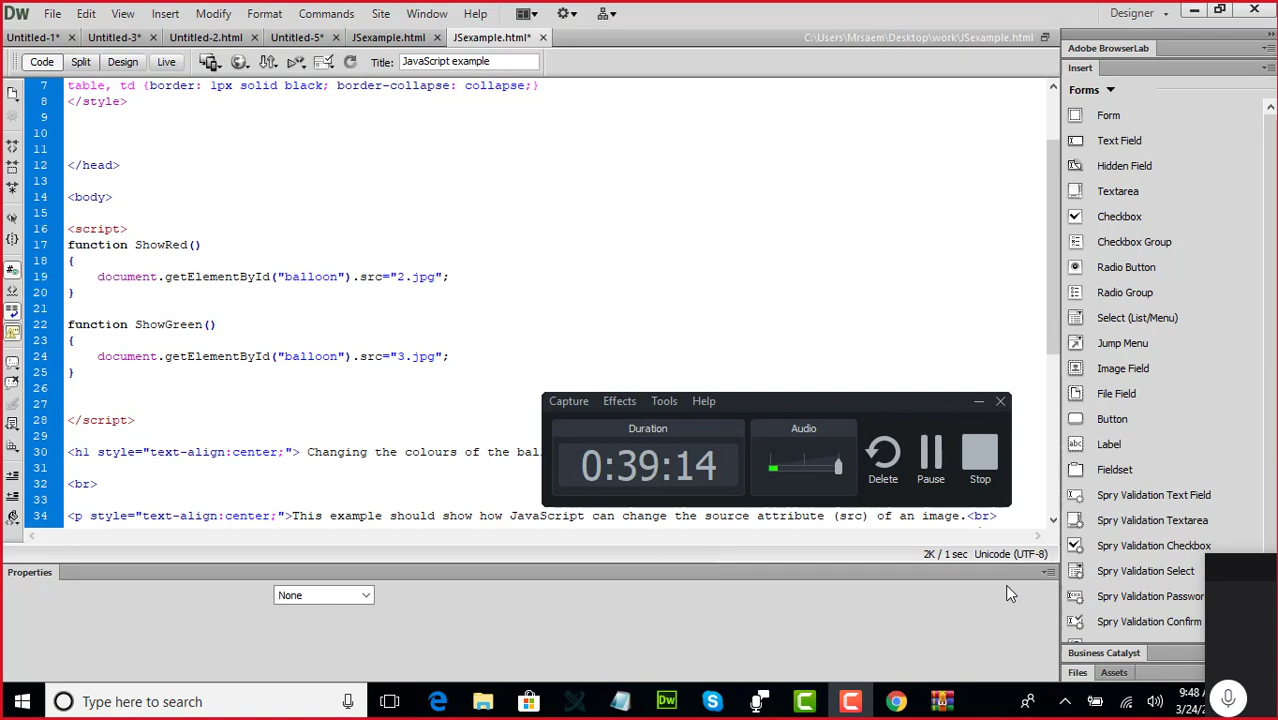 Dw File Edit View Insert Modify Format Commands Site Window Help Designer
Untitled-1* Untitled-3* Untitled-2.html Untitled-5* JSexample.html JSexample.html* C:\Users\Mrsaem\Desktop\work\JSexample.html
Code Split Design Live Title: JavaScript example
7 table, td {border: 1px solid black; border-collapse: collapse;}
8 </style>
9
10
11
12 </head>
13
14 <body>
15
16 <script>
17 function ShowRed()
18 {
19 document.getElementById("balloon").src="2.jpg";
20 }
21
22 function ShowGreen()
23 {
24 document.getElementById("balloon").src="3.jpg";
25 }
26
27
28 </script>
29
30 <h1 style="text-align:center;"> Changing the colours of the
31
32 <br>
33
34 <p style="text-align:center;">This example should show how JavaScript can change the source attribute (src) of an image.<br>
2K / 1 sec Unicode (UTF-8)
Properties
None
Capture Effects Tools Help
Duration
0:39:14
Audio
Delete Pause Stop
Adobe BrowserLab
Insert
Forms
Form
Text Field
Hidden Field
Textarea
Checkbox
Checkbox Group
Radio Button
Radio Group
Select (List/Menu)
Jump Menu
Image Field
File Field
Button
abc Label
Fieldset
Spry Validation Text Field
Spry Validation Textarea
Spry Validation Checkbox
Spry Validation Select
Spry Validation
Spry Validation Confirm
Business Catalyst
Files Assets
Type here to search
Dw
9:48